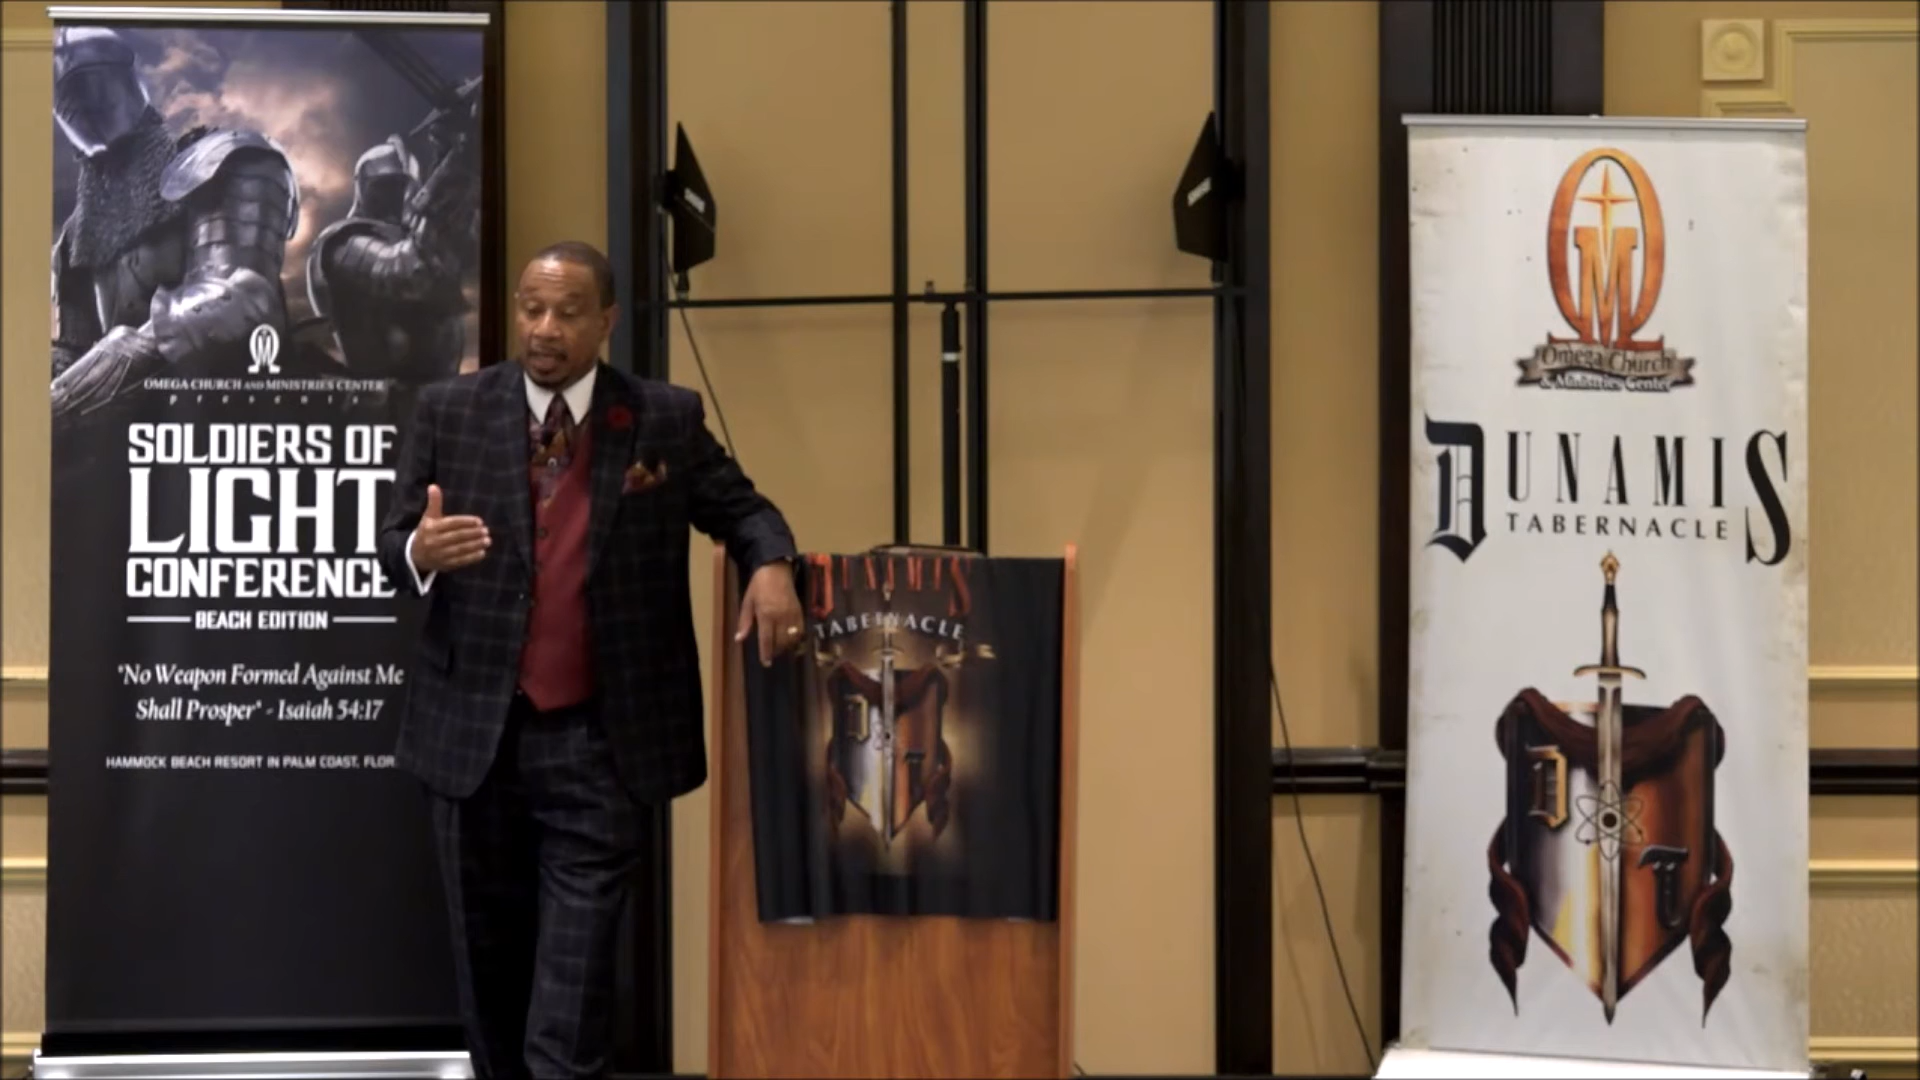 OMEGA CHURCH AND MINISTRIES CENTER
presents
SOLDIERS OF
LIGHT
CONFERENCE
BEACH EDITION
"No Weapon Formed Against Me
Shall Prosper" - Isaiah 54:17
HAMMOCK BEACH RESORT IN PALM COAST, FLOR
DUNAMIS
TABERNACLE
D
T
M
Omega Church
& Ministries Center
DUNAMIS
TABERNACLE
D
T